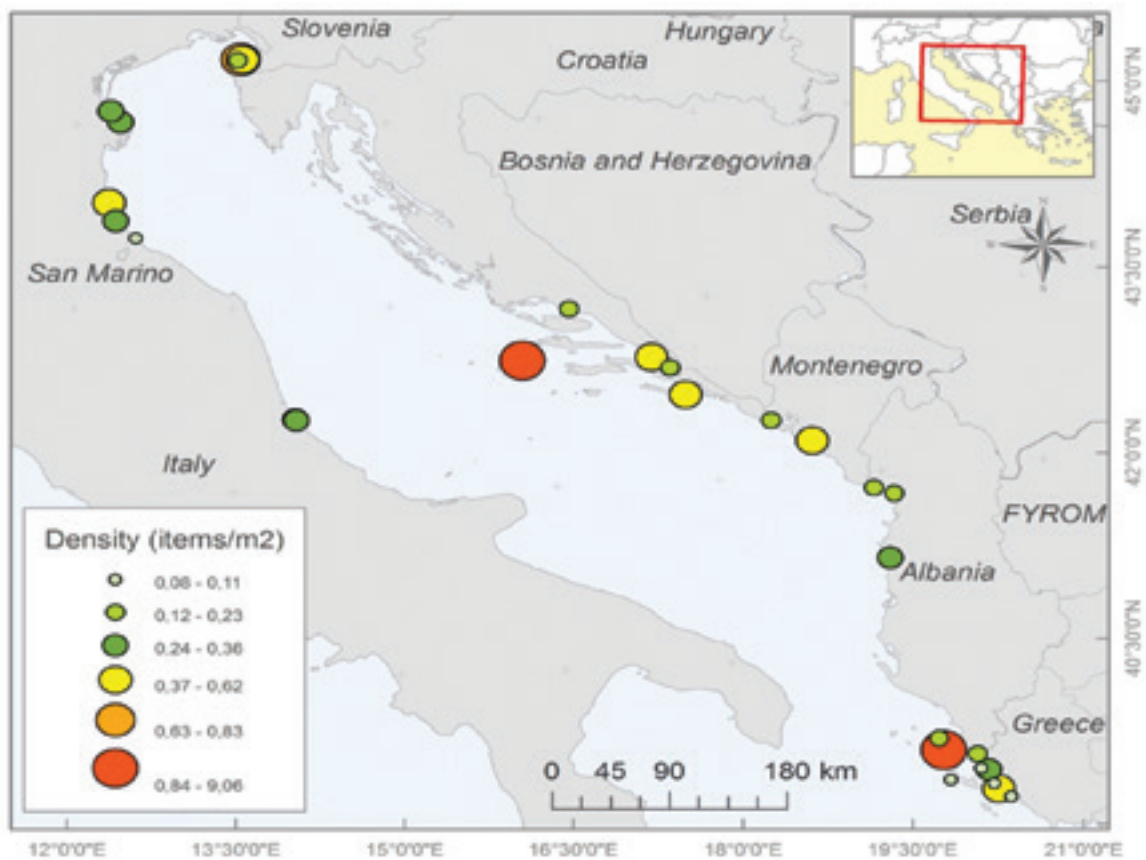 Slovenia
Hungary
Croatia
Bosnia and Herzegovina
Serbia
San Marino
Montenegro
Italy
FYROM
Albania
Greece
Density (items/m2)
0,08 - 0,11
0,12 - 0,23
0,24 - 0,36
0,37 - 0,62
0,63 - 0,83
0,84 - 9,06
0 45 90 180 km
12°0'0"E 13°30'0"E 15°0'0"E 16°30'0"E 18°0'0"E 19°30'0"E 21°0'0"E
45°0'0"N
43°30'0"N
42°0'0"N
40°30'0"N